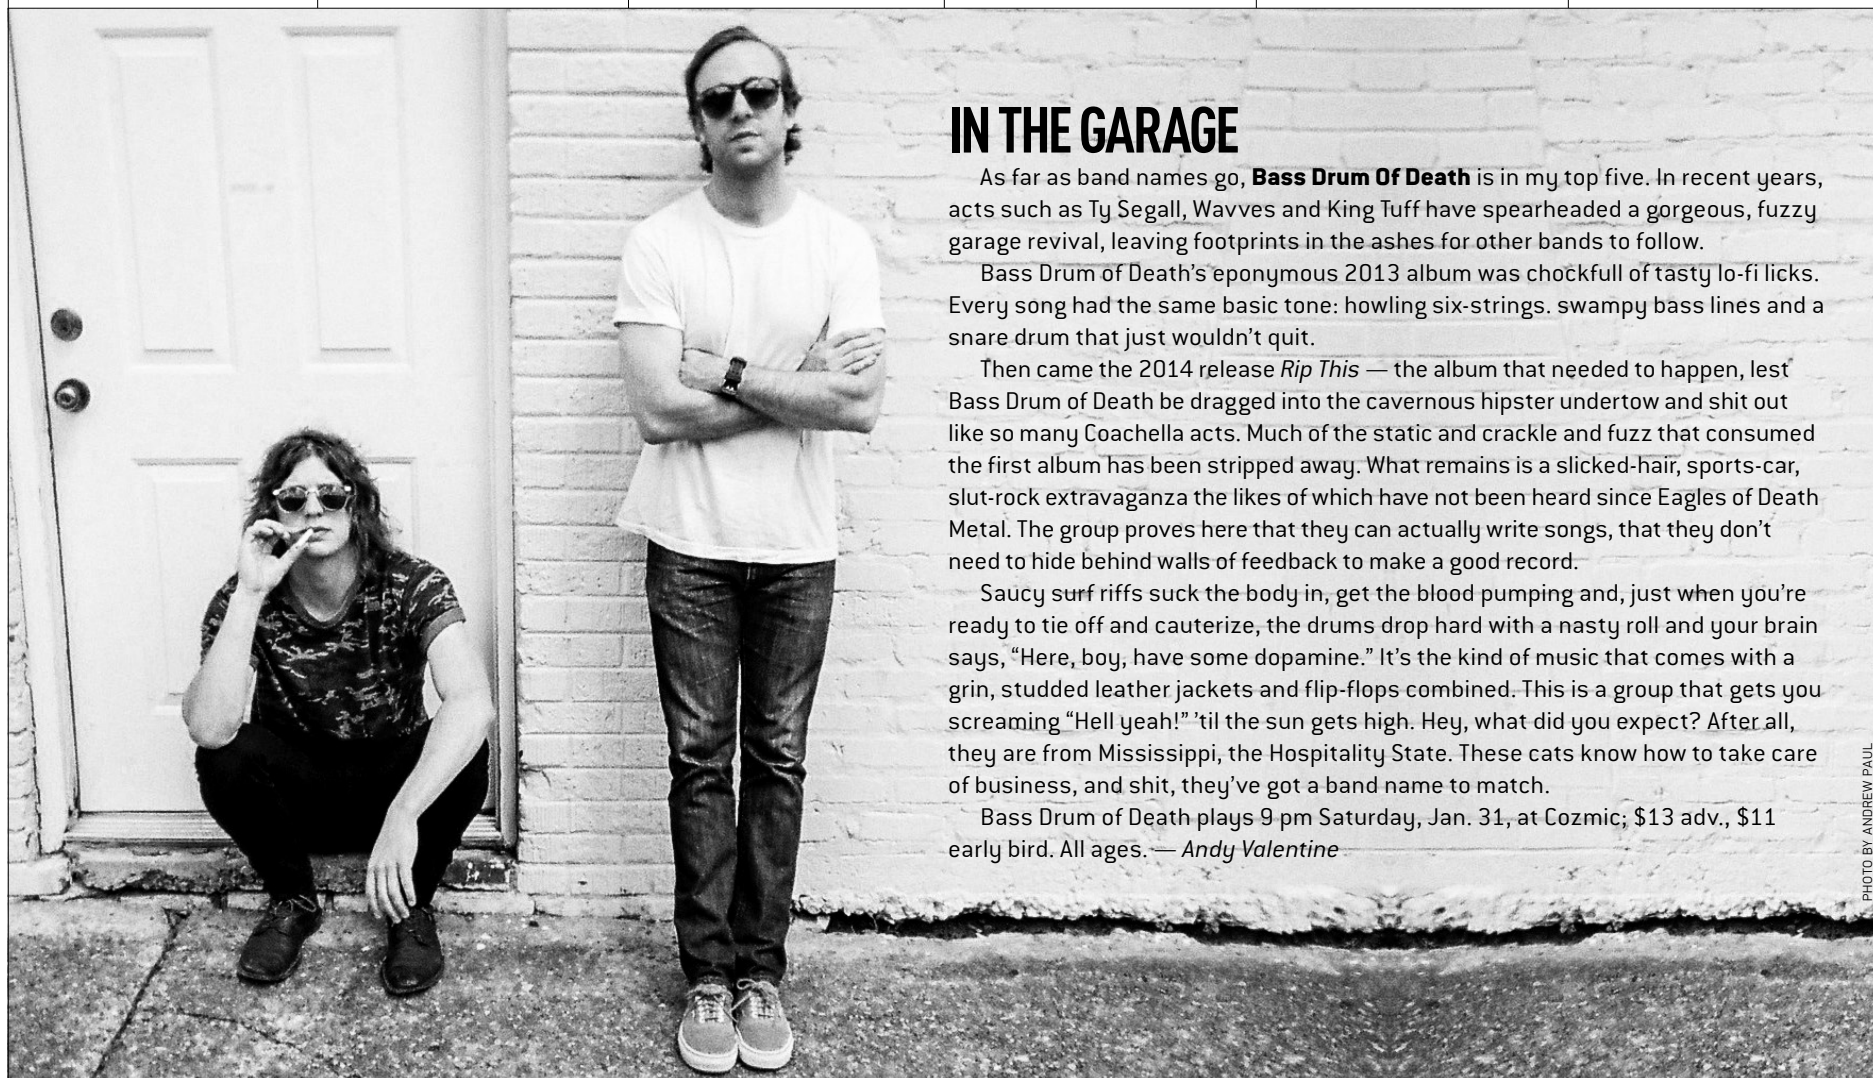 IN THE GARAGE
As far as band names go, Bass Drum Of Death is in my top five. In recent years,
acts such as Ty Segall, Wavves and King Tuff have spearheaded a gorgeous, fuzzy
garage revival, leaving footprints in the ashes for other bands to follow.
Bass Drum of Death’s eponymous 2013 album was chockfull of tasty lo-fi licks.
Every song had the same basic tone: howling six-strings. swampy bass lines and a
snare drum that just wouldn’t quit.
Then came the 2014 release Rip This — the album that needed to happen, lest
Bass Drum of Death be dragged into the cavernous hipster undertow and shit out
like so many Coachella acts. Much of the static and crackle and fuzz that consumed
the first album has been stripped away. What remains is a slicked-hair, sports-car,
slut-rock extravaganza the likes of which have not been heard since Eagles of Death
Metal. The group proves here that they can actually write songs, that they don’t
need to hide behind walls of feedback to make a good record.
Saucy surf riffs suck the body in, get the blood pumping and, just when you’re
ready to tie off and cauterize, the drums drop hard with a nasty roll and your brain
says, “Here, boy, have some dopamine.” It’s the kind of music that comes with a
grin, studded leather jackets and flip-flops combined. This is a group that gets you
screaming “Hell yeah!” ’til the sun gets high. Hey, what did you expect? After all,
they are from Mississippi, the Hospitality State. These cats know how to take care
of business, and shit, they’ve got a band name to match.
Bass Drum of Death plays 9 pm Saturday, Jan. 31, at Cozmic; $13 adv., $11
early bird. All ages. — Andy Valentine
PHOTO BY ANDREW PAUL